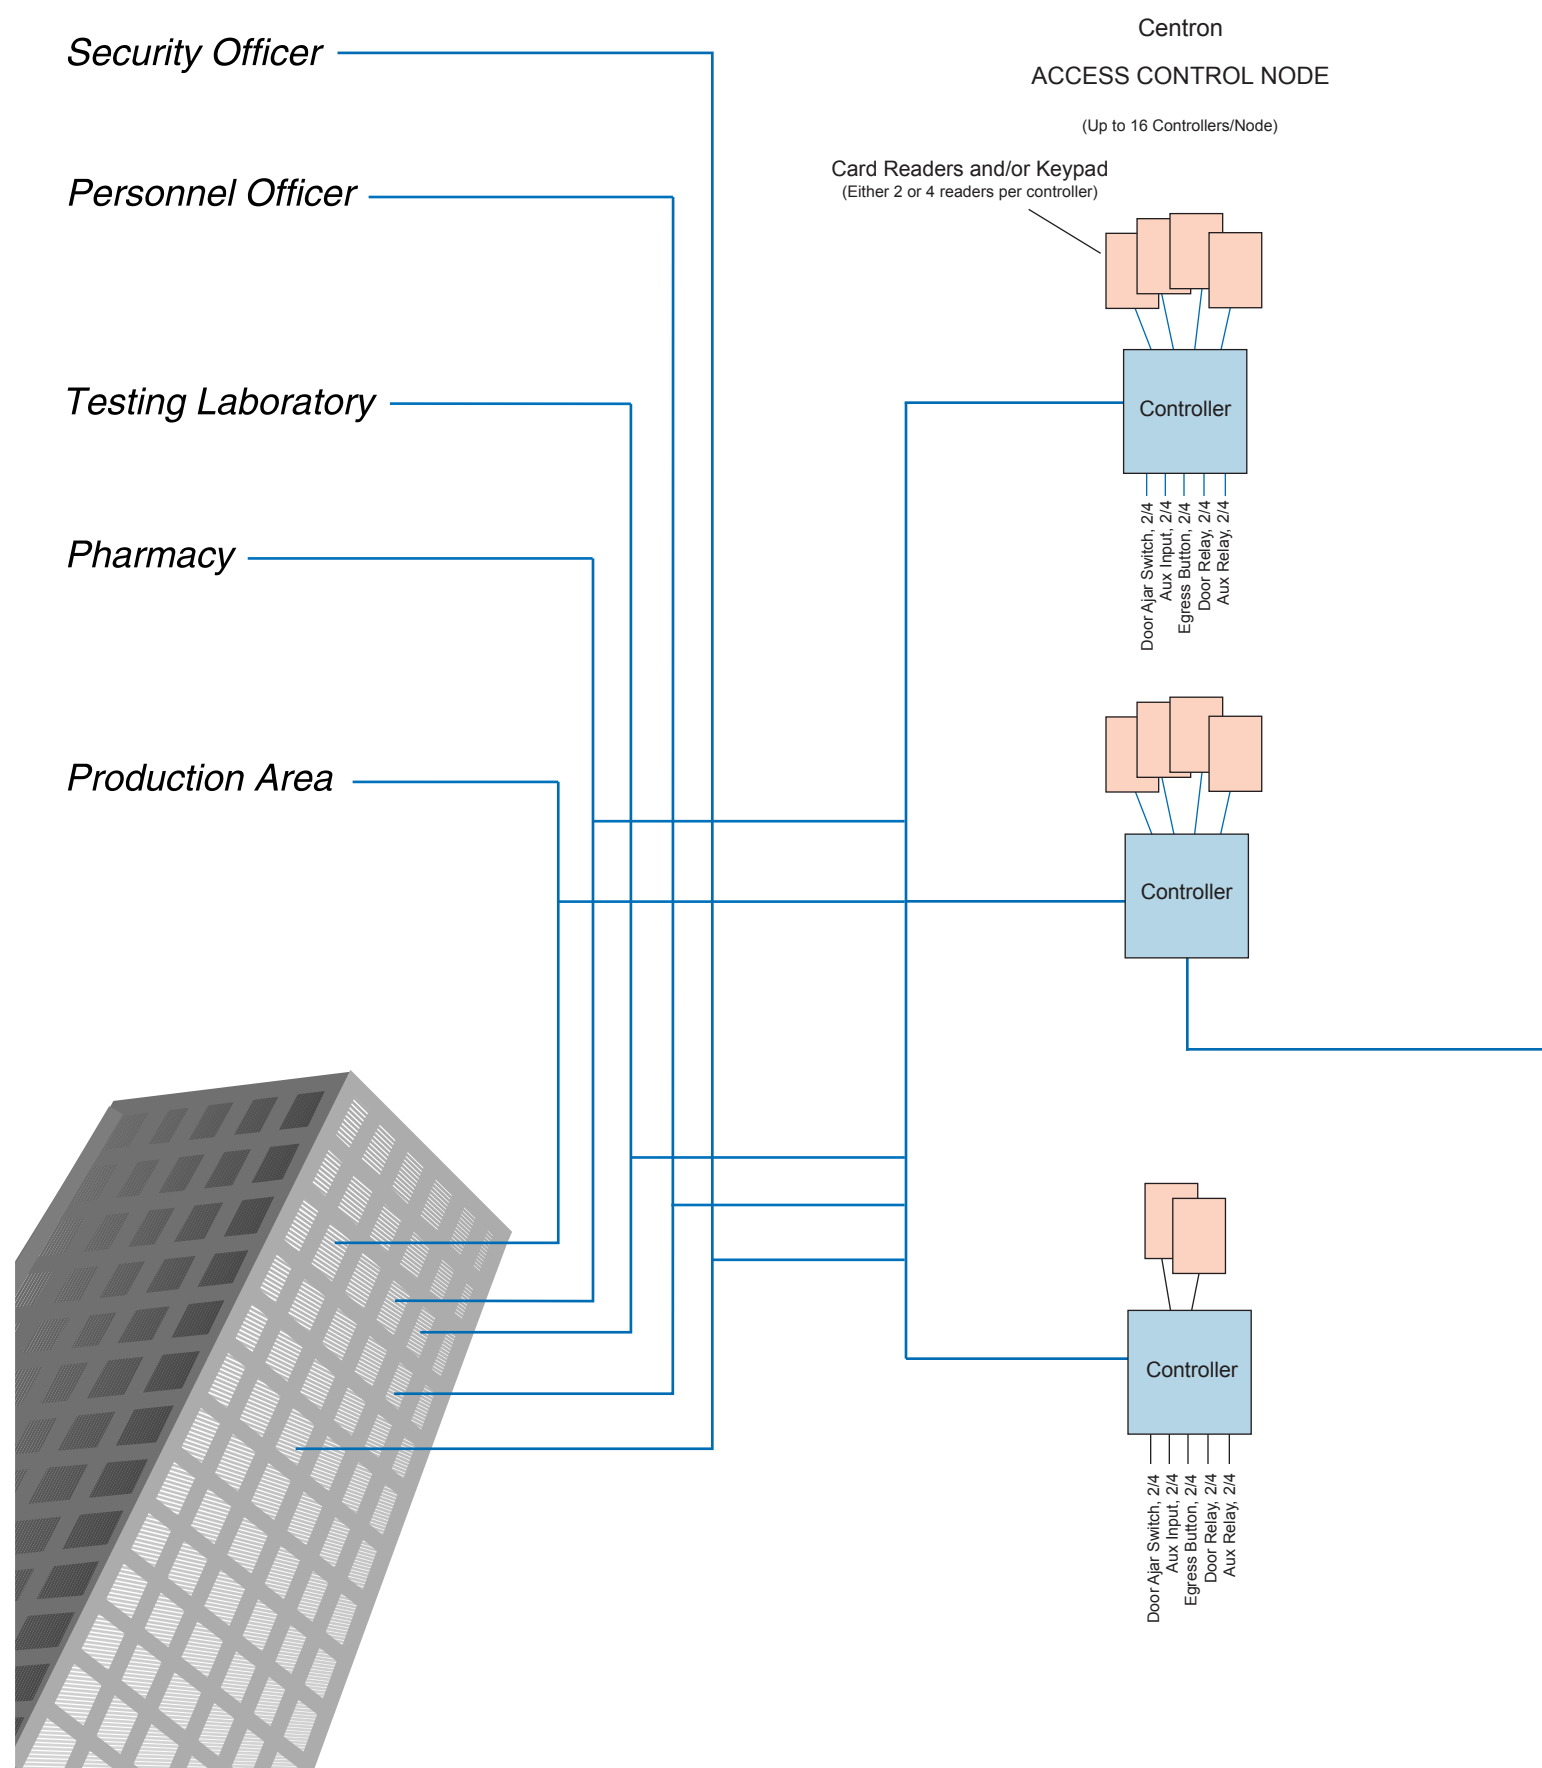 Security Officer
Personnel Officer
Testing Laboratory
Pharmacy
Production Area
Centron
ACCESS CONTROL NODE
(Up to 16 Controllers/Node)
Card Readers and/or Keypad
(Either 2 or 4 readers per controller)
Controller
Door Ajar Switch, 2/4
Aux Input, 2/4
Egress Button, 2/4
Door Relay, 2/4
Aux Relay, 2/4
Controller
Controller
Door Ajar Switch, 2/4
Aux Input, 2/4
Egress Button, 2/4
Door Relay, 2/4
Aux Relay, 2/4